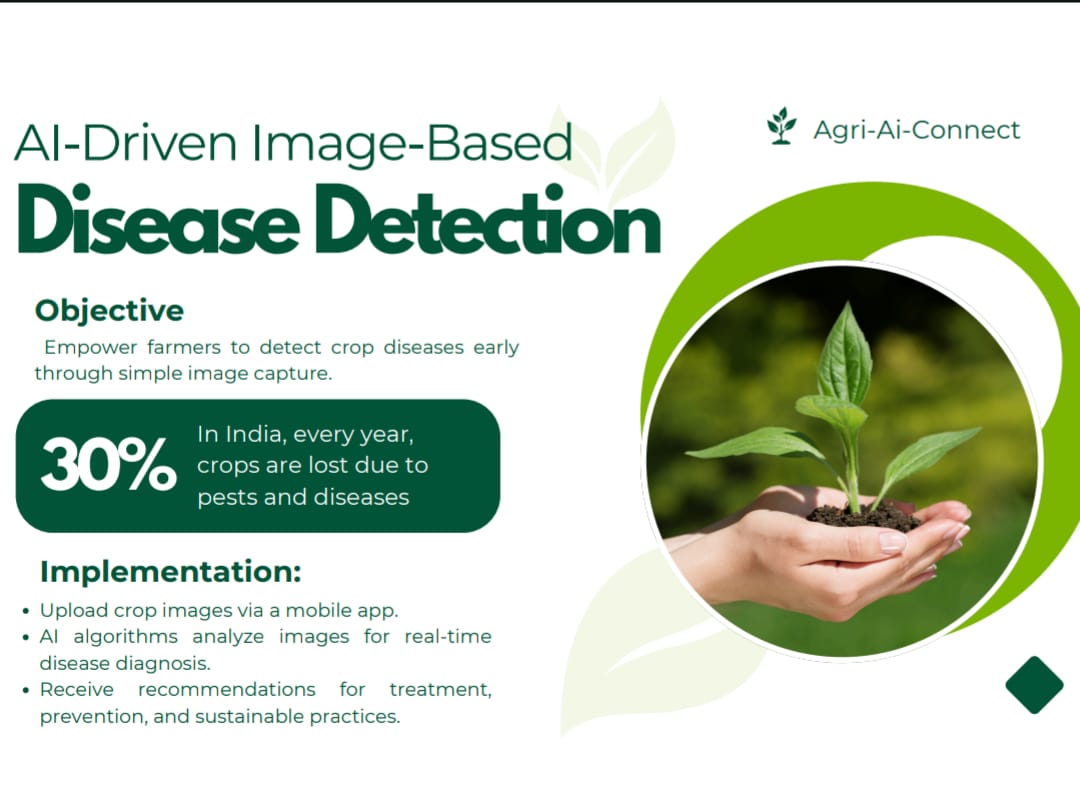 AI-Driven Image-Based
Disease Detection
Agri-Ai-Connect
Objective
Empower farmers to detect crop diseases early
through simple image capture.
30%
In India, every year,
crops are lost due to
pests and diseases
Implementation:
• Upload crop images via a mobile app.
• AI algorithms analyze images for real-time
disease diagnosis.
• Receive recommendations for treatment,
prevention, and sustainable practices.